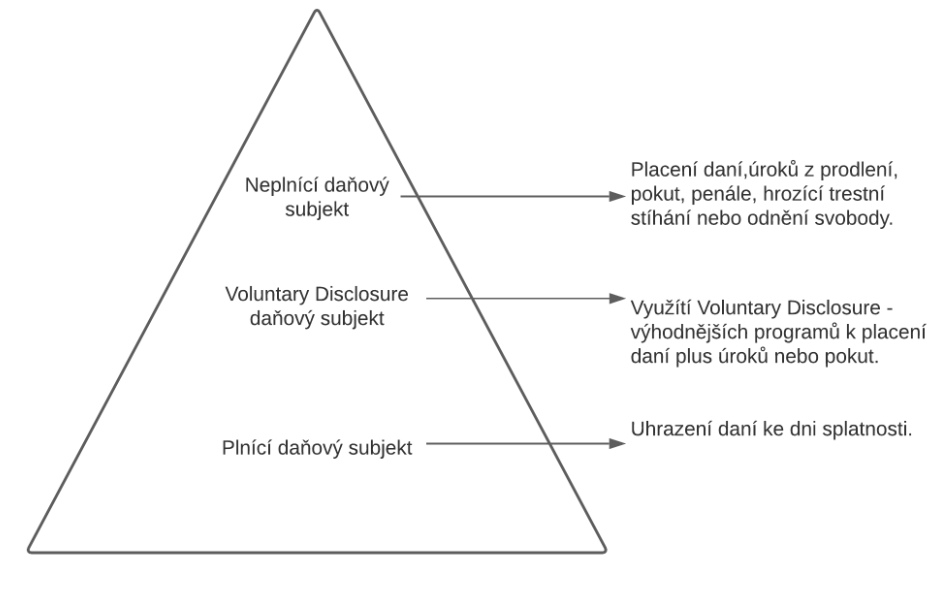 Neplnící daňový
subjekt
Placení daní,úroků z prodlení,
pokut, penále, hrozící trestní
stíhání nebo odnění svobody.
Voluntary Disclosure
daňový subjekt
Využítí Voluntary Disclosure -
výhodnějších programů k placení
daní plus úroků nebo pokut.
Plnící daňový subjekt
Uhrazení daní ke dni splatnosti.